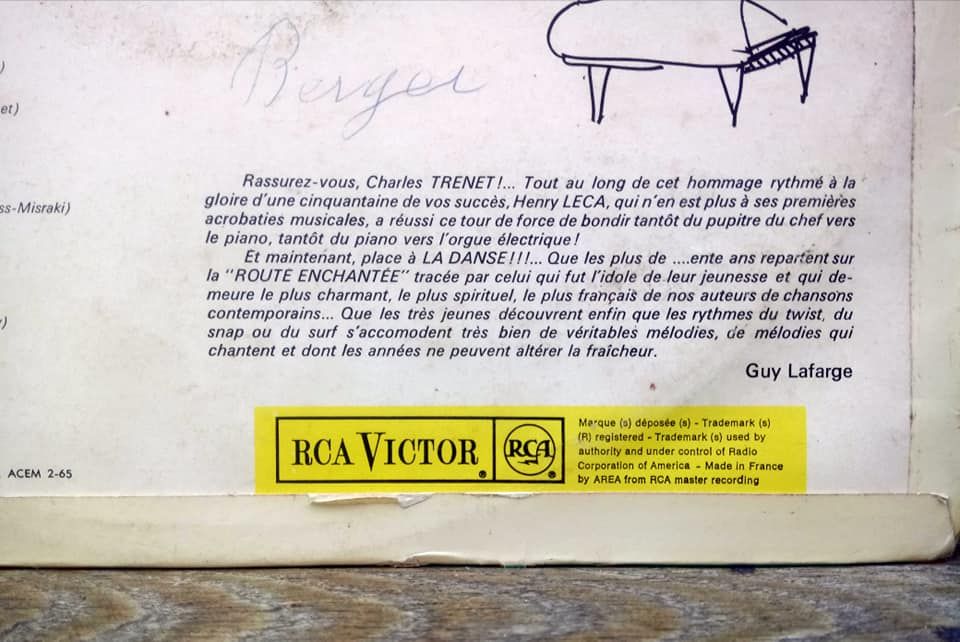 )
et)
ss-Misraki)
)
Berger
Rassurez-vous, Charles TRENET!... Tout au long de cet hommage rythmé à la
gloire d'une cinquantaine de vos succès, Henry LECA, qui n'en est plus à ses premières
acrobaties musicales, a réussi ce tour de force de bondir tantôt du pupitre du chef vers
le piano, tantôt du piano vers l'orgue électrique!
Et maintenant, place à LA DANSE!!!... Que les plus de ....ente ans repartent sur
la "ROUTE ENCHANTÉE" tracée par celui qui fut l'idole de leur jeunesse et qui de-
meure le plus charmant, le plus spirituel, le plus français de nos auteurs de chansons
contemporains... Que les très jeunes découvrent enfin que les rythmes du twist, du
snap ou du surf s'accomodent très bien de véritables mélodies, de mélodies qui
chantent et dont les années ne peuvent altérer la fraîcheur.
Guy Lafarge
ACEM 2-65
RCA VICTOR
®
RCA
®
Marque (s) déposée (s) - Trademark (s)
(R) registered - Trademark (s) used by
authority and under control of Radio
Corporation of America - Made in France
by AREA from RCA master recording